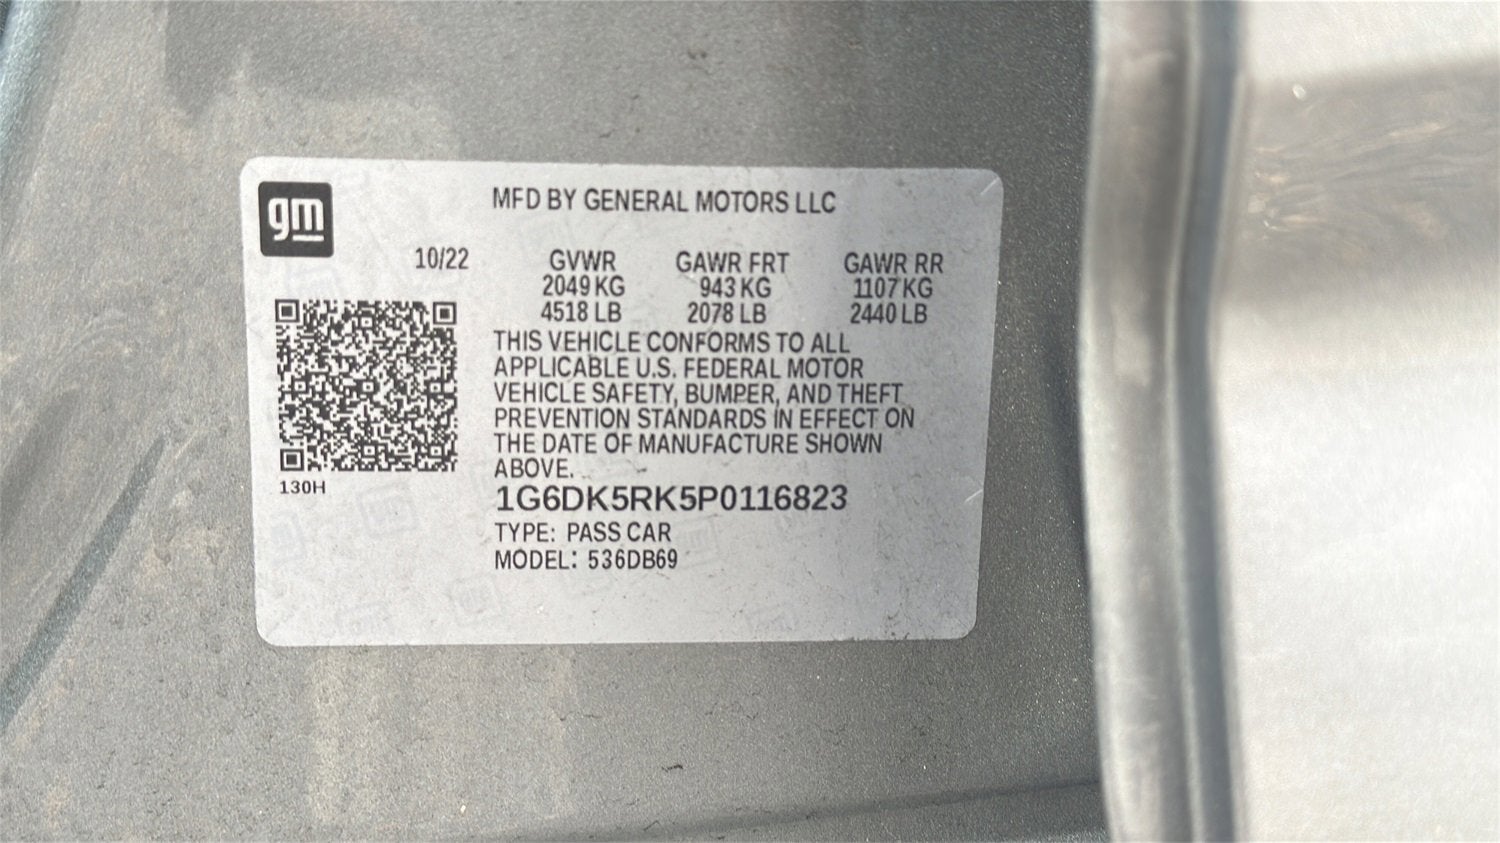 gm
MFD BY GENERAL MOTORS LLC
10/22 GVWR GAWR FRT GAWR RR
2049 KG 943 KG 1107 KG
4518 LB 2078 LB 2440 LB
THIS VEHICLE CONFORMS TO ALL
APPLICABLE U.S. FEDERAL MOTOR
VEHICLE SAFETY, BUMPER, AND THEFT
PREVENTION STANDARDS IN EFFECT ON
THE DATE OF MANUFACTURE SHOWN
ABOVE.
130H
1G6DK5RK5P0116823
TYPE: PASS CAR
MODEL: 536DB69